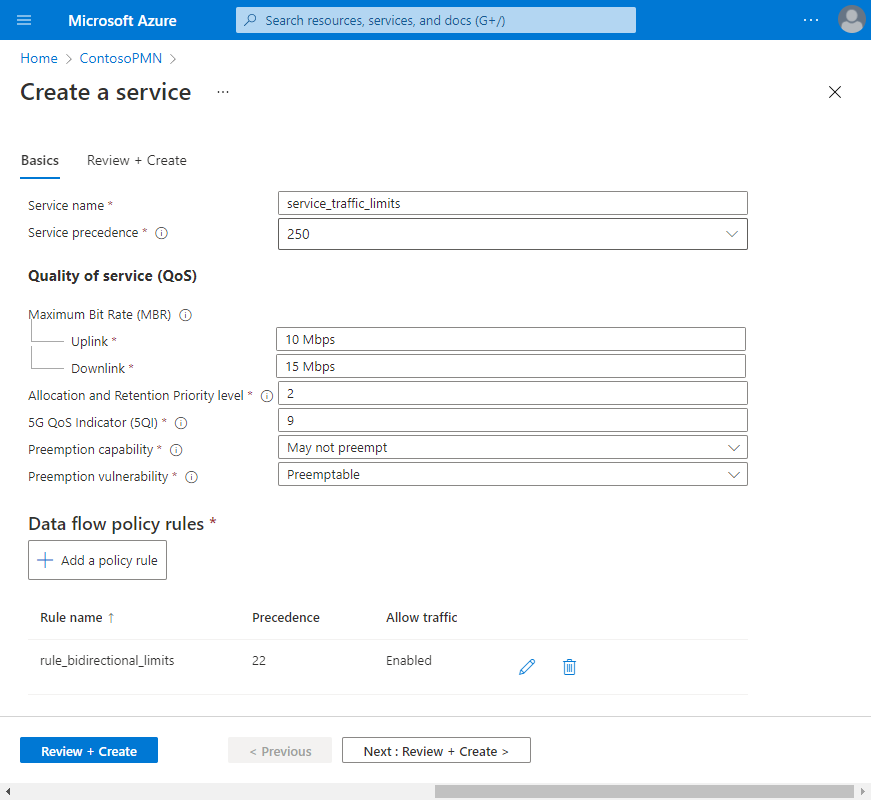 Microsoft Azure
Search resources, services, and docs (G+/)
Home > ContosoPMN >
Create a service ...
Basics Review + Create
Service name * service_traffic_limits
Service precedence * 250
Quality of service (QoS)
Maximum Bit Rate (MBR)
Uplink * 10 Mbps
Downlink * 15 Mbps
Allocation and Retention Priority level * 2
5G QoS Indicator (5QI) * 9
Preemption capability * May not preempt
Preemption vulnerability * Preemptable
Data flow policy rules *
+ Add a policy rule
Rule name ↑ Precedence Allow traffic
rule_bidirectional_limits 22 Enabled
Review + Create < Previous Next : Review + Create >